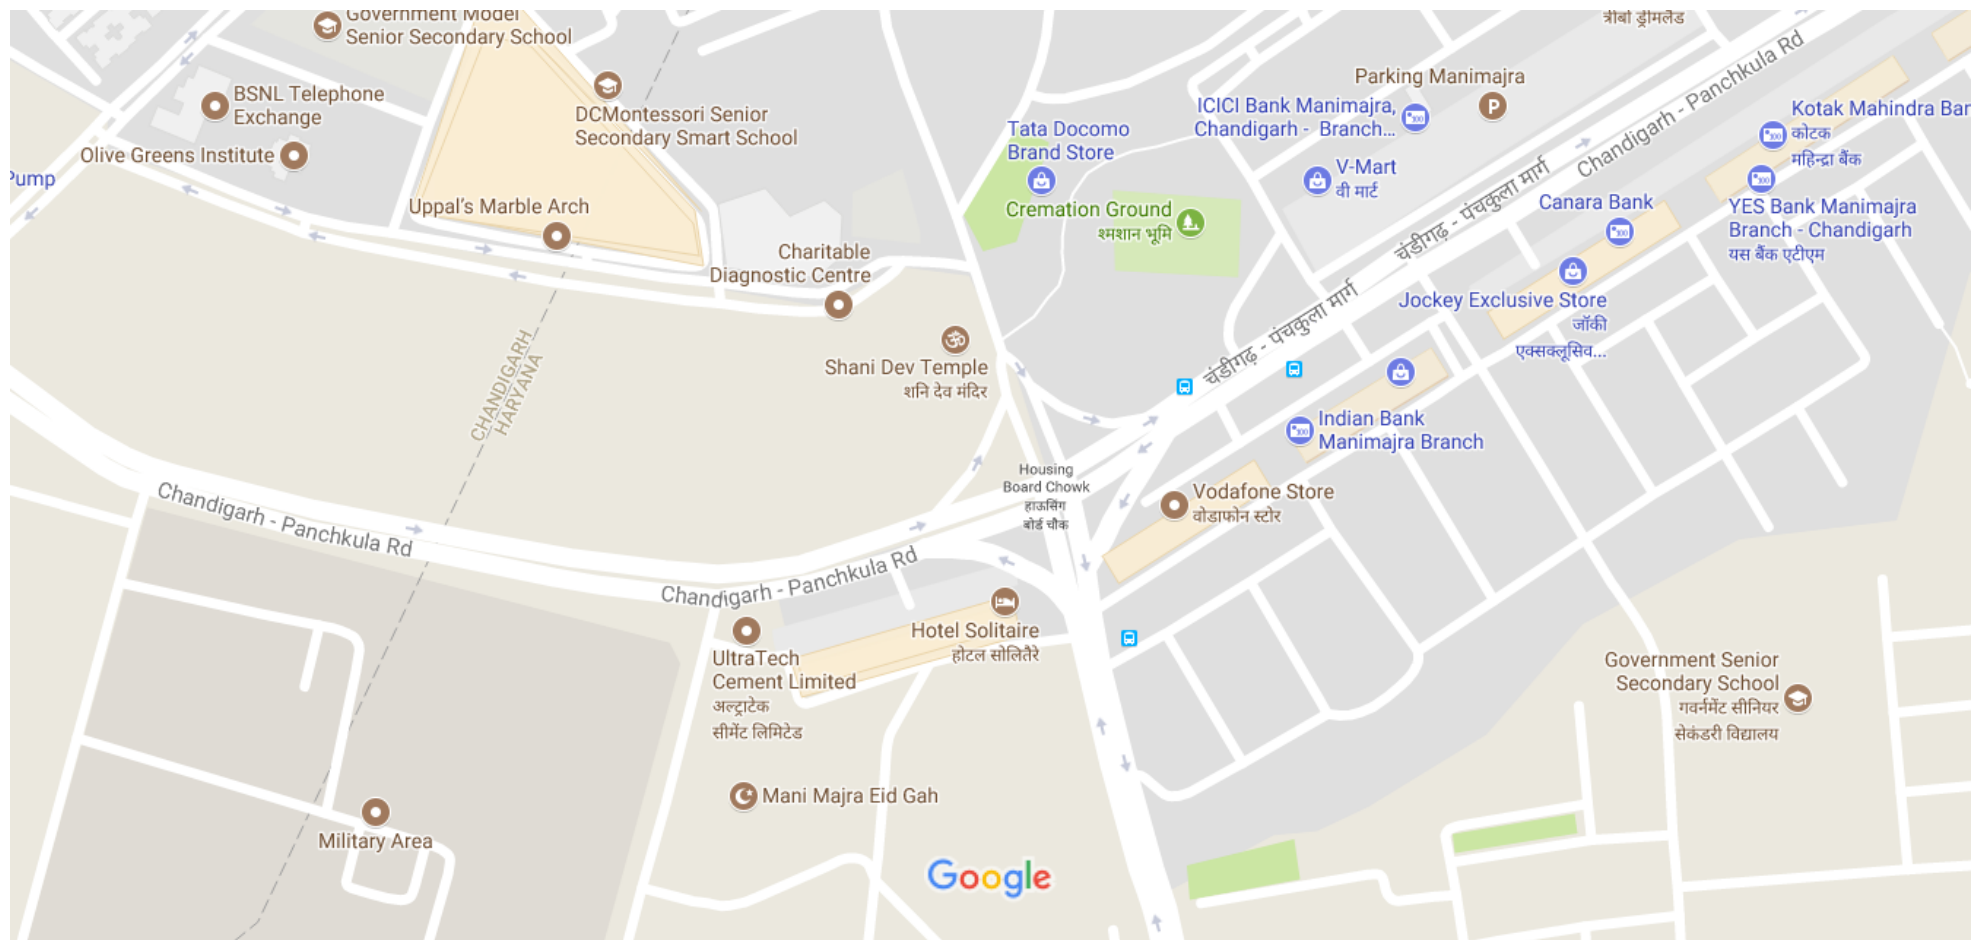 Government Model
Senior Secondary School
त्रीबो ड्रीमलैंड
BSNL Telephone
Exchange
DCMontessori Senior
Secondary Smart School
Olive Greens Institute
Pump
Uppal's Marble Arch
Charitable
Diagnostic Centre
Tata Docomo
Brand Store
Cremation Ground
श्मशान भूमि
Parking Manimajra
P
ICICI Bank Manimajra,
Chandigarh - Branch...
V-Mart
वी मार्ट
Chandigarh - Panchkula Rd
Kotak Mahindra Ban
कोटक
महिन्द्रा बैंक
Canara Bank
YES Bank Manimajra
Branch - Chandigarh
यस बैंक एटीएम
चंडीगढ़ - पंचकुला मार्ग
चंडीगढ़ - पंचकुला मार्ग
Jockey Exclusive Store
जॉकी
एक्सक्लूसिव...
CHANDIGARH
HARYANA
Shani Dev Temple
शनि देव मंदिर
Indian Bank
Manimajra Branch
Housing
Board Chowk
हाऊसिंग
बोर्ड चौक
Vodafone Store
वोडाफोन स्टोर
Chandigarh - Panchkula Rd
Chandigarh - Panchkula Rd
Hotel Solitaire
होटल सोलितैरे
UltraTech
Cement Limited
अल्ट्राटेक
सीमेंट लिमिटेड
Government Senior
Secondary School
गवर्नमेंट सीनियर
सेकंडरी विद्यालय
Mani Majra Eid Gah
Military Area
Google